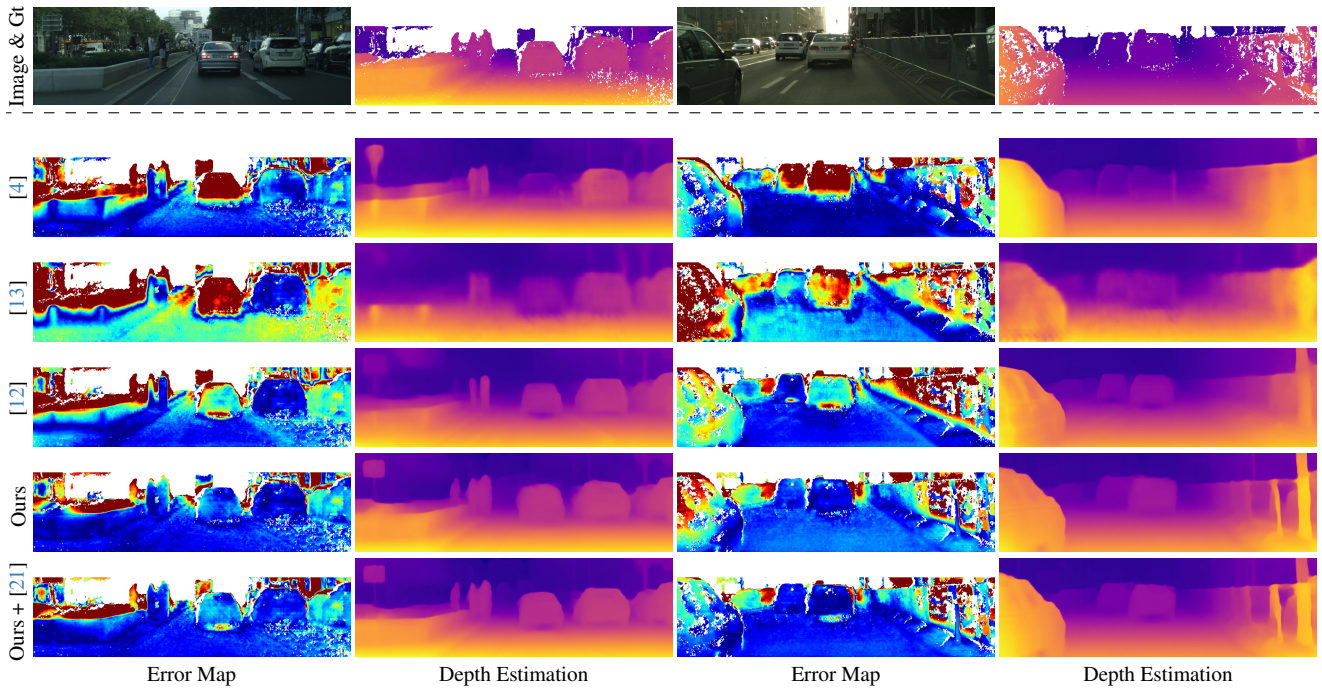 Image & Gt
[4]
[13]
[12]
Ours
Ours + [21]
Error Map Depth Estimation Error Map Depth Estimation